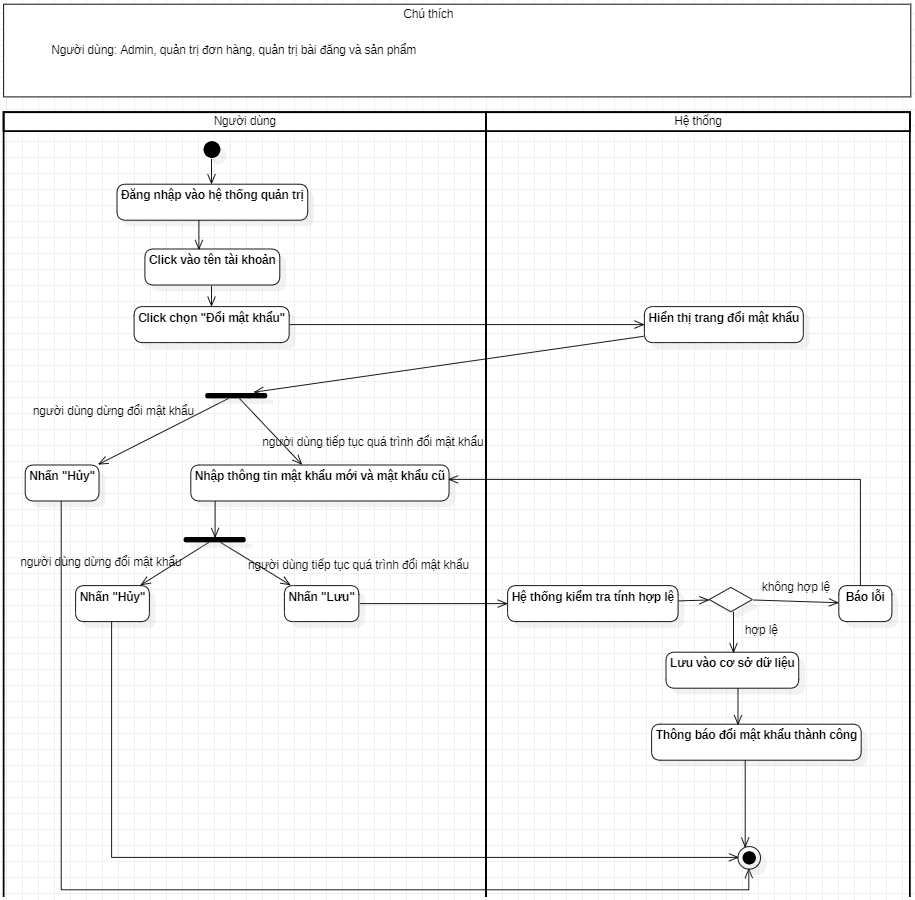 Chú thích
Người dùng: Admin, quản trị đơn hàng, quản trị bài đăng và sản phẩm
Người dùng
Hệ thống
Đăng nhập vào hệ thống quản trị
Click vào tên tài khoản
Click chọn "Đổi mật khẩu"
Hiển thị trang đổi mật khẩu
người dùng dừng đổi mật khẩu
người dùng tiếp tục quá trình đổi mật khẩu
Nhấn "Hủy"
Nhập thông tin mật khẩu mới và mật khẩu cũ
người dùng dừng đổi mật khẩu
người dùng tiếp tục quá trình đổi mật khẩu
Nhấn "Hủy"
Nhấn "Lưu"
Hệ thống kiểm tra tính hợp lệ
không hợp lệ
Báo lỗi
hợp lệ
Lưu vào cơ sở dữ liệu
Thông báo đổi mật khẩu thành công